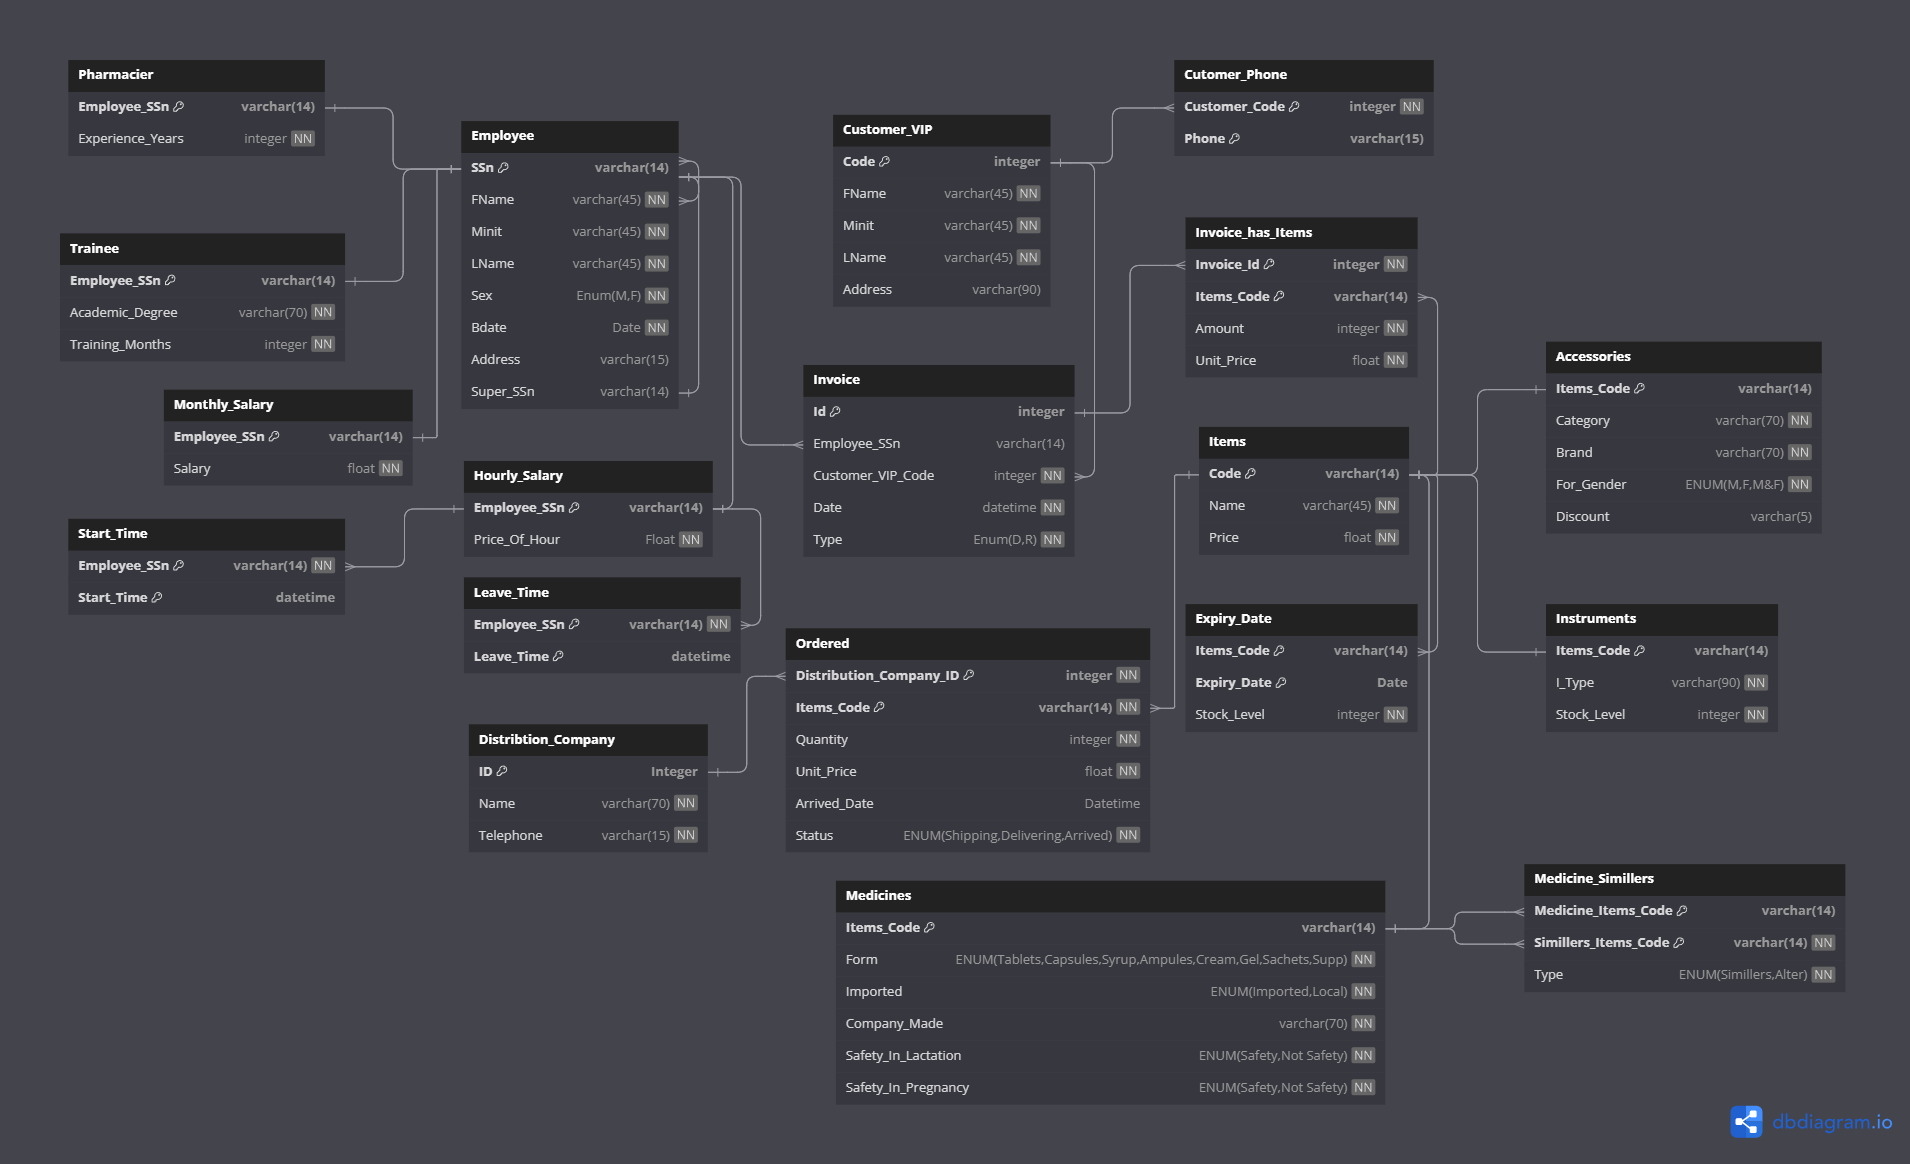 Pharmacier
Employee_SSn varchar(14)
Experience_Years integer NN
Trainee
Employee_SSn varchar(14)
Academic_Degree varchar(70) NN
Training_Months integer NN
Monthly_Salary
Employee_SSn varchar(14)
Salary float NN
Start_Time
Employee_SSn varchar(14) NN
Start_Time datetime
Employee
SSn varchar(14)
FName varchar(45) NN
Minit varchar(45) NN
LName varchar(45) NN
Sex Enum(M,F) NN
Bdate Date NN
Address varchar(15)
Super_SSn varchar(14)
Hourly_Salary
Employee_SSn varchar(14)
Price_Of_Hour Float NN
Leave_Time
Employee_SSn varchar(14) NN
Leave_Time datetime
Distribtion_Company
ID Integer
Name varchar(70) NN
Telephone varchar(15) NN
Customer_VIP
Code integer
FName varchar(45) NN
Minit varchar(45) NN
LName varchar(45) NN
Address varchar(90)
Invoice
Id integer
Employee_SSn varchar(14)
Customer_VIP_Code integer NN
Date datetime NN
Type Enum(D,R) NN
Ordered
Distribution_Company_ID integer NN
Items_Code varchar(14) NN
Quantity integer NN
Unit_Price float NN
Arrived_Date Datetime
Status ENUM(Shipping,Delivering,Arrived) NN
Medicines
Items_Code varchar(14)
Form ENUM(Tablets,Capsules,Syrup,Ampules,Cream,Gel,Sachets,Supp) NN
Imported ENUM(Imported,Local) NN
Company_Made varchar(70) NN
Safety_In_Lactation ENUM(Safety,Not Safety) NN
Safety_In_Pregnancy ENUM(Safety,Not Safety) NN
Cutomer_Phone
Customer_Code integer NN
Phone varchar(15)
Invoice_has_Items
Invoice_Id integer NN
Items_Code varchar(14)
Amount integer NN
Unit_Price float NN
Items
Code varchar(14)
Name varchar(45) NN
Price float NN
Expiry_Date
Items_Code varchar(14)
Expiry_Date Date
Stock_Level integer NN
Accessories
Items_Code varchar(14)
Category varchar(70) NN
Brand varchar(70) NN
For_Gender ENUM(M,F,M&F) NN
Discount varchar(5)
Instruments
Items_Code varchar(14)
I_Type varchar(90) NN
Stock_Level integer NN
Medicine_Simillers
Medicine_Items_Code varchar(14)
Simillers_Items_Code varchar(14) NN
Type ENUM(Simillers,Alter) NN
dbdiagram.io